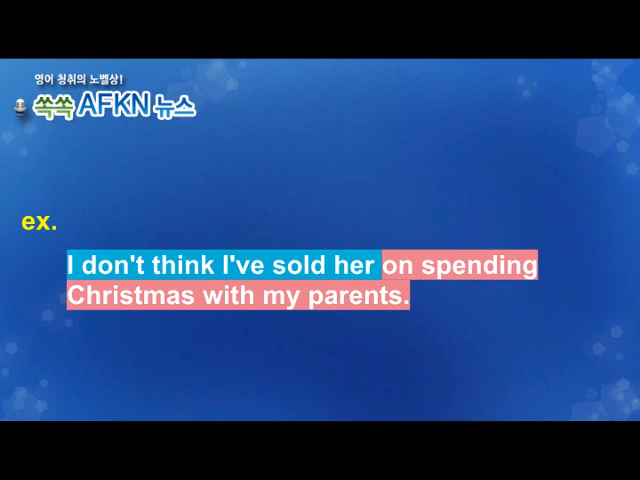 영어 청취의 노벨상!
쏙쏙 AFKN 뉴스
ex.
I don't think I've sold her on spending
Christmas with my parents.